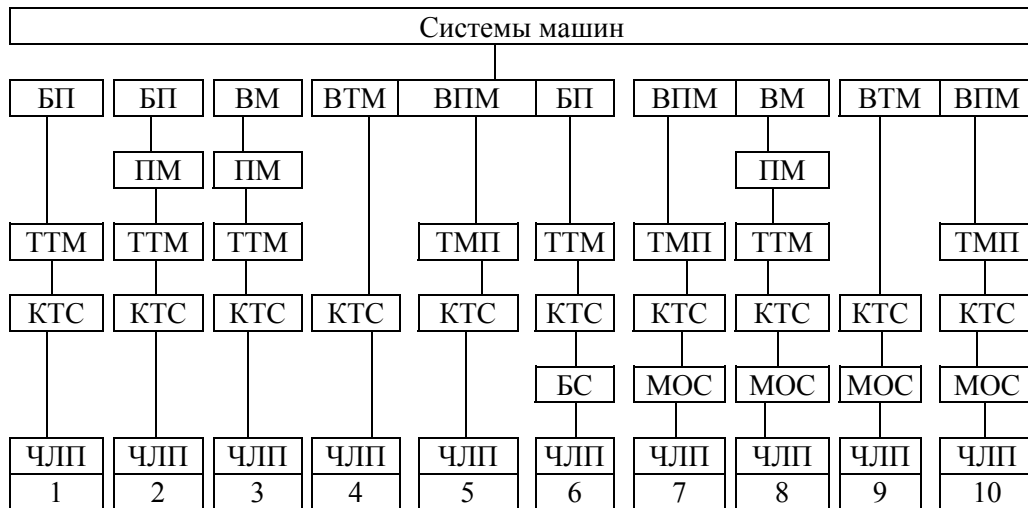 Системы машин
БП БП ВМ ВТМ ВПМ БП ВПМ ВМ ВТМ ВПМ
ПМ ПМ ПМ
ТТМ ТТМ ТТМ ТМП ТТМ ТМП ТТМ ТМП
КТС КТС КТС КТС КТС КТС КТС КТС КТС КТС
БС МОС МОС МОС МОС
ЧЛП ЧЛП ЧЛП ЧЛП ЧЛП ЧЛП ЧЛП ЧЛП ЧЛП ЧЛП
1 2 3 4 5 6 7 8 9 10